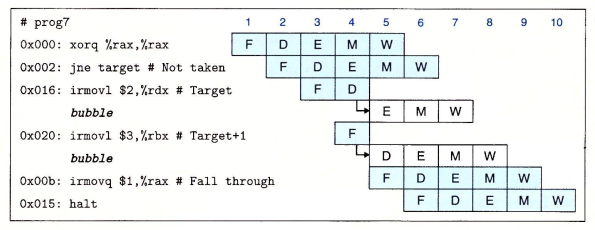 # prog7 1 2 3 4 5 6 7 8 9 10
0x000: xorq %rax,%rax F D E M W
0x002: jne target # Not taken F D E M W
0x016: irmovl $2,%rdx # Target F D
bubble E M W
0x020: irmovl $3,%rbx # Target+1 F
bubble D E M W
0x00b: irmovq $1,%rax # Fall through F D E M W
0x015: halt F D E M W